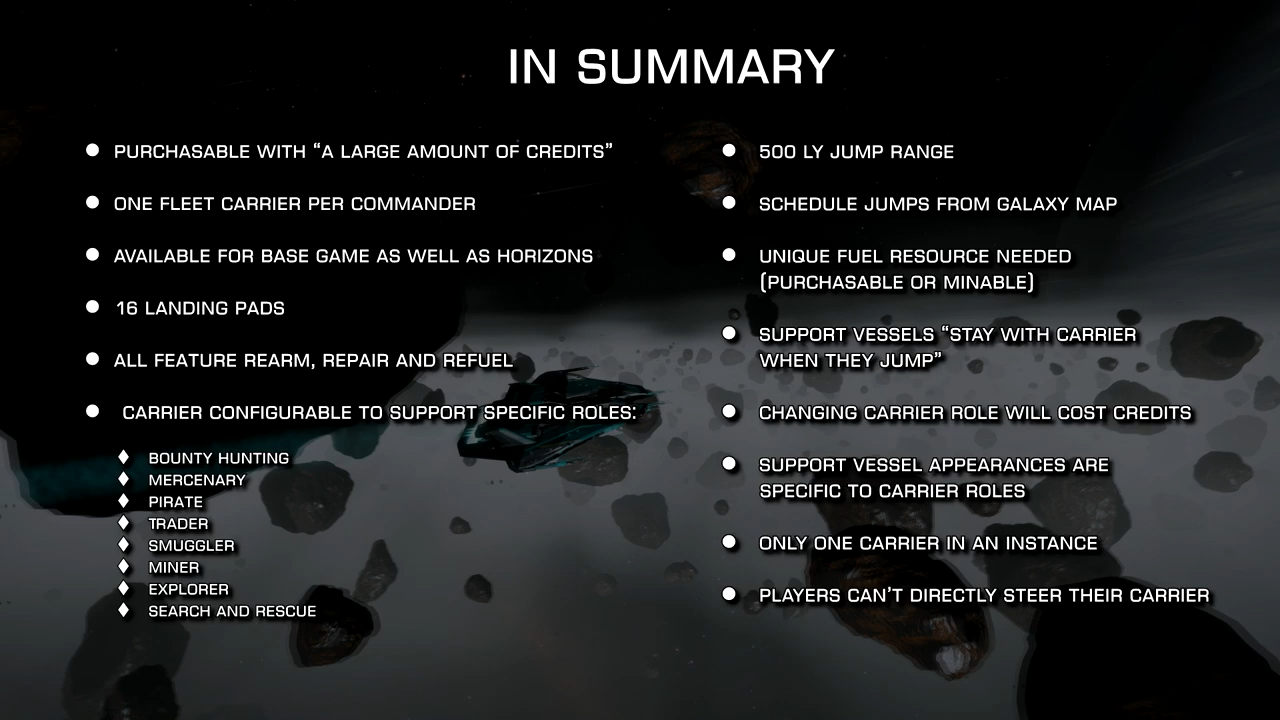 IN SUMMARY
PURCHASABLE WITH “A LARGE AMOUNT OF CREDITS”
ONE FLEET CARRIER PER COMMANDER
AVAILABLE FOR BASE GAME AS WELL AS HORIZONS
16 LANDING PADS
ALL FEATURE REARM, REPAIR AND REFUEL
CARRIER CONFIGURABLE TO SUPPORT SPECIFIC ROLES:
BOUNTY HUNTING
MERCENARY
PIRATE
TRADER
SMUGGLER
MINER
EXPLORER
SEARCH AND RESCUE
500 LY JUMP RANGE
SCHEDULE JUMPS FROM GALAXY MAP
UNIQUE FUEL RESOURCE NEEDED
(PURCHASABLE OR MINABLE)
SUPPORT VESSELS “STAY WITH CARRIER
WHEN THEY JUMP”
CHANGING CARRIER ROLE WILL COST CREDITS
SUPPORT VESSEL APPEARANCES ARE
SPECIFIC TO CARRIER ROLES
ONLY ONE CARRIER IN AN INSTANCE
PLAYERS CAN’T DIRECTLY STEER THEIR CARRIER